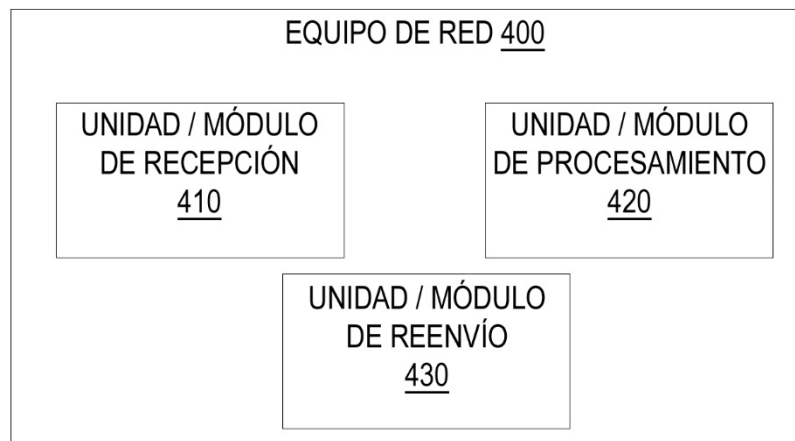 EQUIPO DE RED 400
UNIDAD / MÓDULO
DE RECEPCIÓN
410
UNIDAD / MÓDULO
DE PROCESAMIENTO
420
UNIDAD / MÓDULO
DE REENVÍO
430